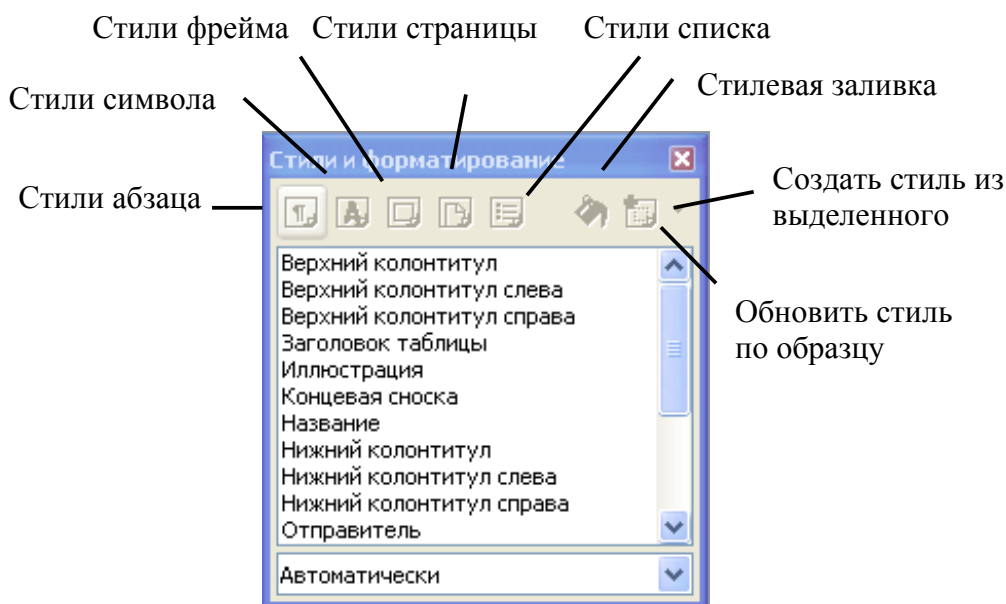 Стили фрейма Стили страницы Стили списка
Стили символа
Стилевая заливка
Стили абзаца
Создать стиль из
выделенного
Обновить стиль
по образцу
Стили и форматирование
Верхний колонтитул
Верхний колонтитул слева
Верхний колонтитул справа
Заголовок таблицы
Иллюстрация
Концевая сноска
Название
Нижний колонтитул
Нижний колонтитул слева
Нижний колонтитул справа
Отправитель
Автоматически